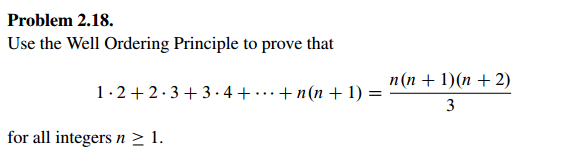 Problem 2.18.
Use the Well Ordering Principle to prove that
1 · 2 + 2 · 3 + 3 · 4 + ··· + n(n + 1) = n(n + 1)(n + 2) / 3
for all integers n ≥ 1.